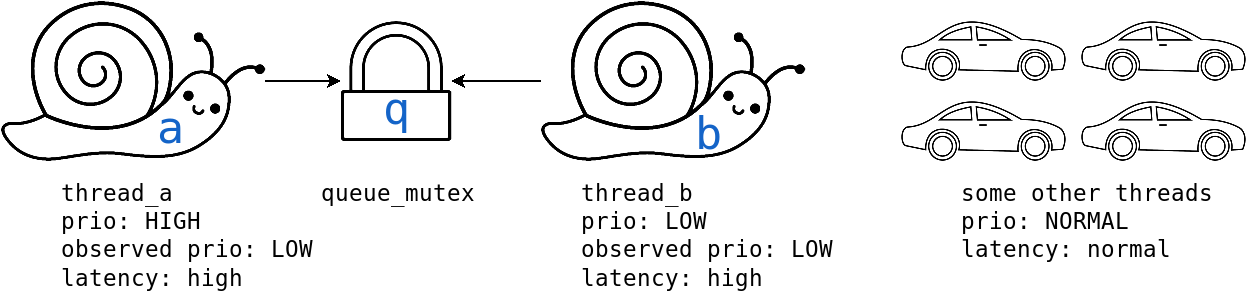 a
q
b
thread_a
prio: HIGH
observed prio: LOW
latency: high
queue_mutex
thread_b
prio: LOW
observed prio: LOW
latency: high
some other threads
prio: NORMAL
latency: normal